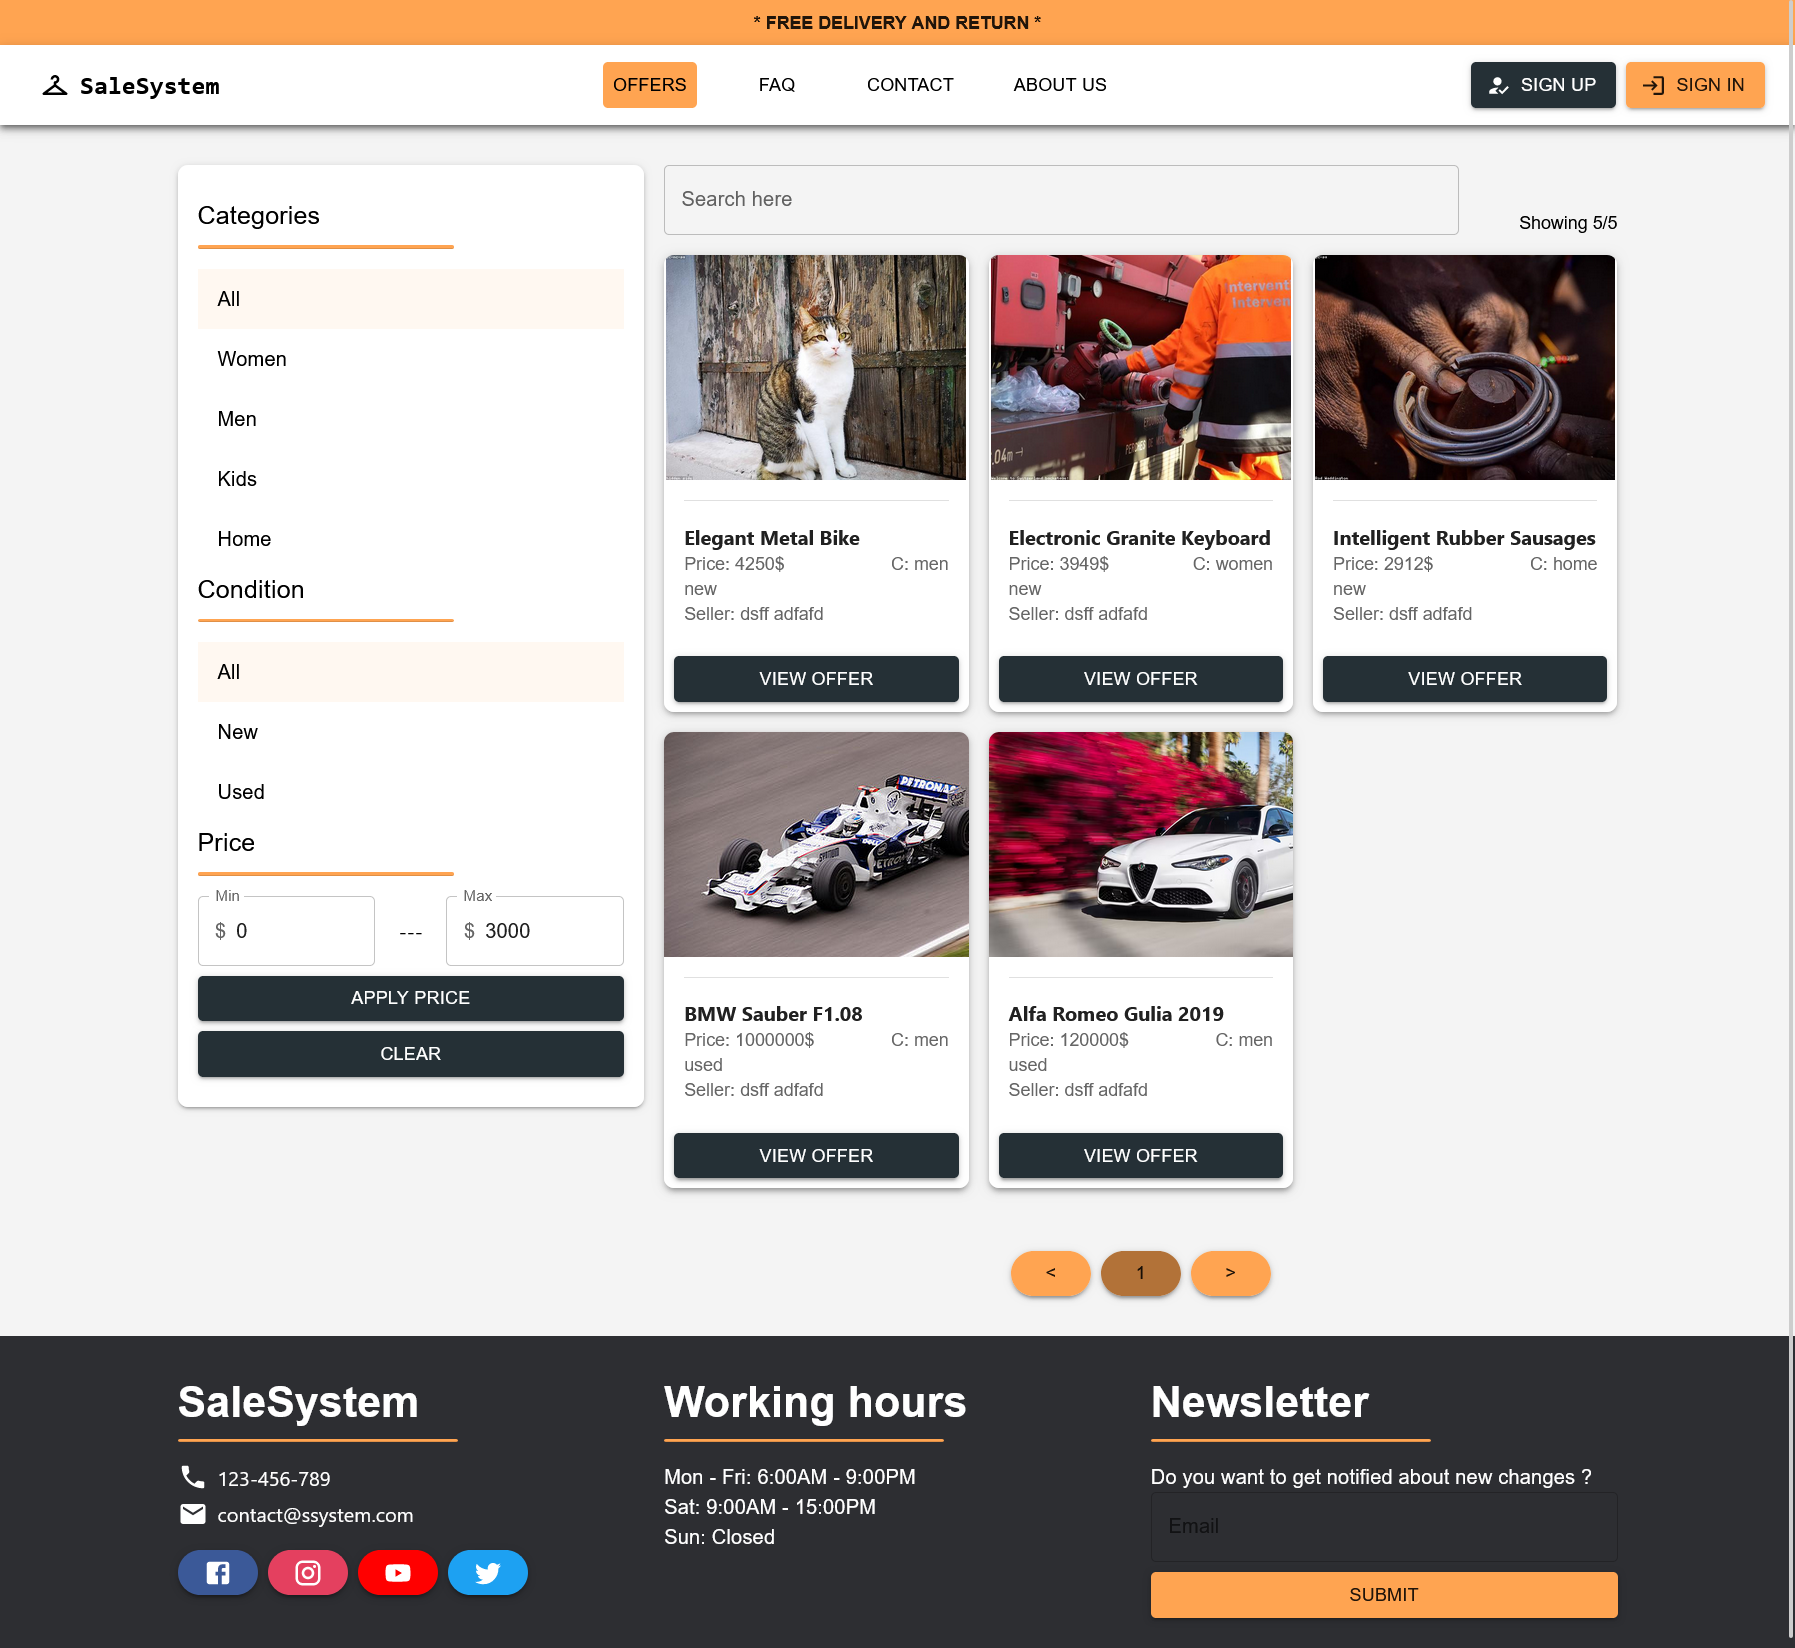 * FREE DELIVERY AND RETURN *
SaleSystem
OFFERS
FAQ
CONTACT
ABOUT US
SIGN UP
SIGN IN
Categories
All
Women
Men
Kids
Home
Condition
All
New
Used
Price
Min
$ 0
---
Max
$ 3000
APPLY PRICE
CLEAR
Search here
Showing 5/5
Elegant Metal Bike
Price: 4250$ C: men
new
Seller: dsff adfafd
VIEW OFFER
Electronic Granite Keyboard
Price: 3949$ C: women
new
Seller: dsff adfafd
VIEW OFFER
Intelligent Rubber Sausages
Price: 2912$ C: home
new
Seller: dsff adfafd
VIEW OFFER
PETRONAS
BMW Sauber F1.08
Price: 1000000$ C: men
used
Seller: dsff adfafd
VIEW OFFER
Alfa Romeo Gulia 2019
Price: 120000$ C: men
used
Seller: dsff adfafd
VIEW OFFER
< 1 >
SaleSystem
123-456-789
contact@ssystem.com
Working hours
Mon - Fri: 6:00AM - 9:00PM
Sat: 9:00AM - 15:00PM
Sun: Closed
Newsletter
Do you want to get notified about new changes ?
Email
SUBMIT